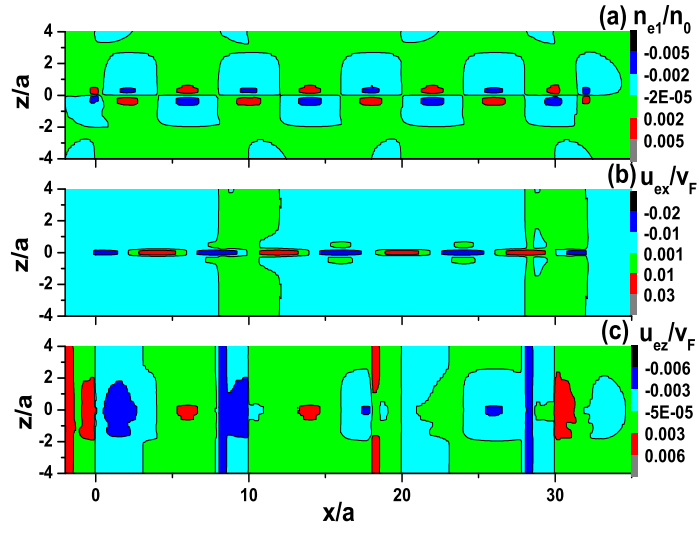 (a) n_e1/n_0
4
2
0
-2
-4
z/a
-0.005
-0.002
-2E-05
0.002
0.005
(b) u_ex/v_F
4
2
0
-2
-4
z/a
-0.02
-0.01
0.001
0.01
0.03
(c) u_ez/v_F
4
2
0
-2
-4
z/a
-0.006
-0.003
-5E-05
0.003
0.006
0 10 20 30
x/a